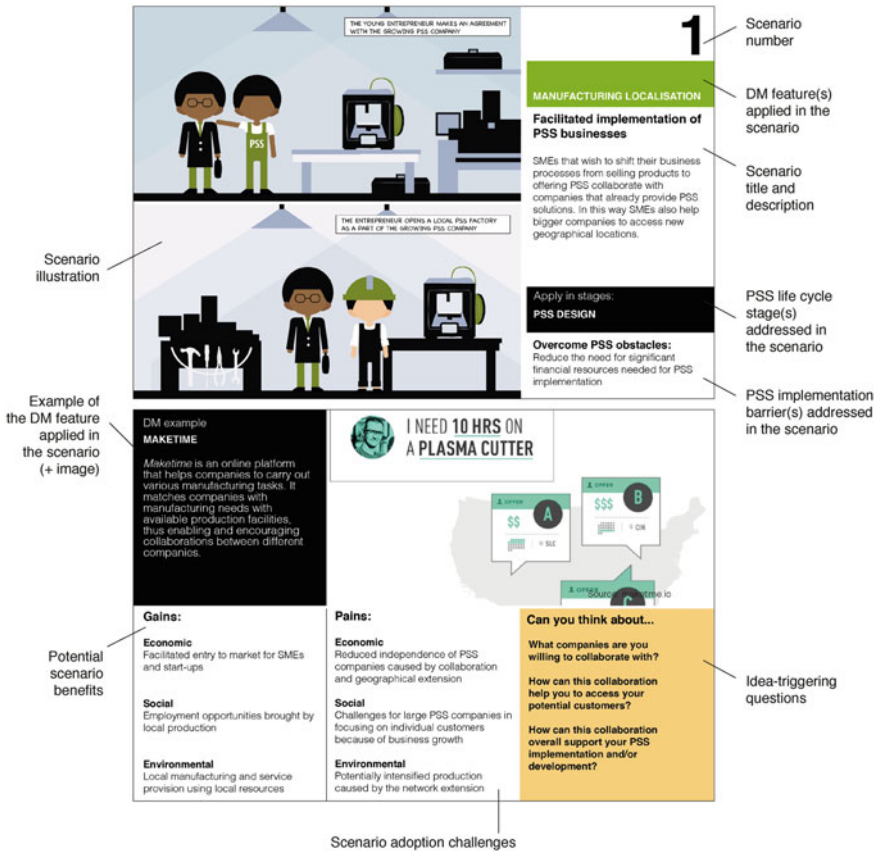 THE YOUNG ENTREPRENEUR MAKES AN AGREEMENT
WITH THE GROWING PSS COMPANY
PSS
1
Scenario
number
MANUFACTURING LOCALISATION
DM feature(s)
applied in
the scenario
Facilitated implementation of
PSS businesses
SMEs that wish to shift their business
processes from selling products to
offering PSS collaborate with
companies that already provide PSS
solutions. In this way SMEs also help
bigger companies to access new
geographical locations.
Scenario
title and
description
THE ENTREPRENEUR OPENS A LOCAL PSS FACTORY
AS A PART OF THE GROWING PSS COMPANY
Scenario
illustration
Apply in stages:
PSS DESIGN
PSS life cycle
stage(s)
addressed in
the scenario
Overcome PSS obstacles:
Reduce the need for significant
financial resources needed for PSS
implementation
PSS implementation
barrier(s) addressed
in the scenario
Example of
the DM feature
applied in
the scenario
(+ image)
DM example
MAKETIME
Maketime is an online platform
that helps companies to carry out
various manufacturing tasks. It
matches companies with
manufacturing needs with
available production facilities,
thus enabling and encouraging
collaborations between different
companies.
I NEED 10 HRS ON
A PLASMA CUTTER
OFFER
$$
A
SLC
OFFER
$$$
B
CIN
OFFER
C
Source: maketime.io
Gains:
Economic
Facilitated entry to market for SMEs
and start-ups
Social
Employment opportunities brought by
local production
Environmental
Local manufacturing and service
provision using local resources
Potential
scenario
benefits
Pains:
Economic
Reduced independence of PSS
companies caused by collaboration
and geographical extension
Social
Challenges for large PSS companies in
focusing on individual customers
because of business growth
Environmental
Potentially intensified production
caused by the network extension
Can you think about...
What companies are you
willing to collaborate with?
How can this collaboration
help you to access your
potential customers?
How can this collaboration
overall support your PSS
implementation and/or
development?
Idea-triggering
questions
Scenario adoption challenges